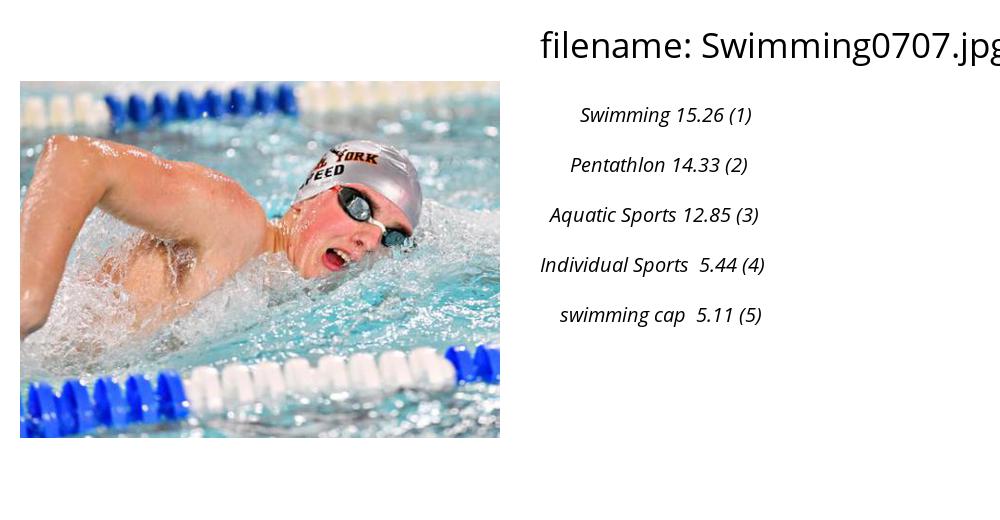 filename: Swimming0707.jpg
Swimming 15.26 (1)
Pentathlon 14.33 (2)
Aquatic Sports 12.85 (3)
Individual Sports 5.44 (4)
swimming cap 5.11 (5)
YORK